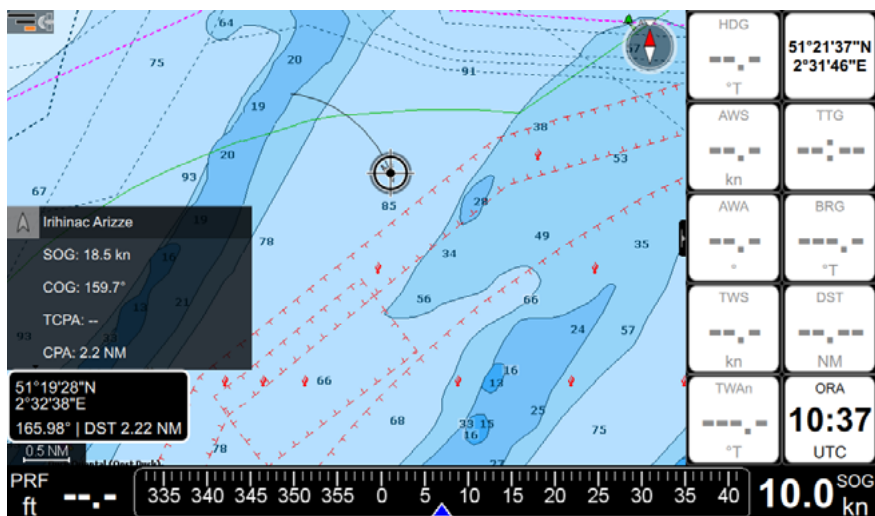 64
57
75
20
91
19
38
20
53
93
67
28
85
19
49
34
35
78
16
56
66
21
13
24
57
93
33
16
66
13
25
68
33 15
75
16
78
27
Irihinac Arizze
SOG: 18.5 kn
COG: 159.7°
TCPA: --
CPA: 2.2 NM
51°19'28"N
2°32'38"E
165.98° | DST 2.22 NM
0.5 NM
HDG
--.-
°T
51°21'37"N
2°31'46"E
AWS
--.-
kn
TTG
--:--
AWA
--.-
°
BRG
---.-
°T
TWS
--.-
kn
DST
--.--
NM
TWAn
---.-
°T
ORA
10:37
UTC
PRF
ft
--.-
335 340 345 350 355 0 5 10 15 20 25 30 35 40
10.0 SOG
kn